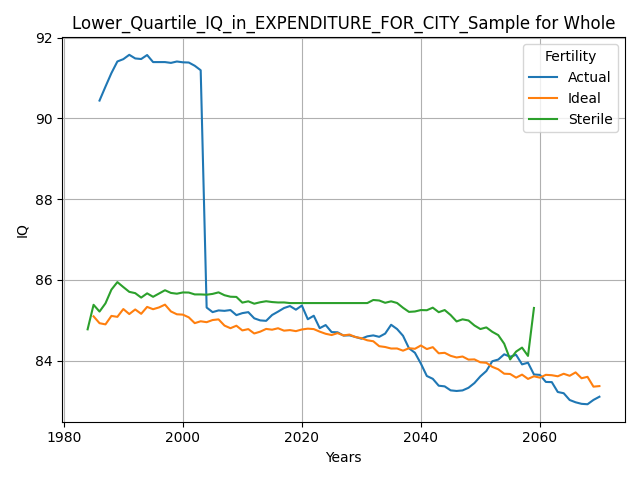 Lower_Quartile_IQ_in_EXPENDITURE_FOR_CITY_Sample for Whole
Fertility
Actual
Ideal
Sterile
IQ
92
90
88
86
84
1980
2000
2020
2040
2060
Years